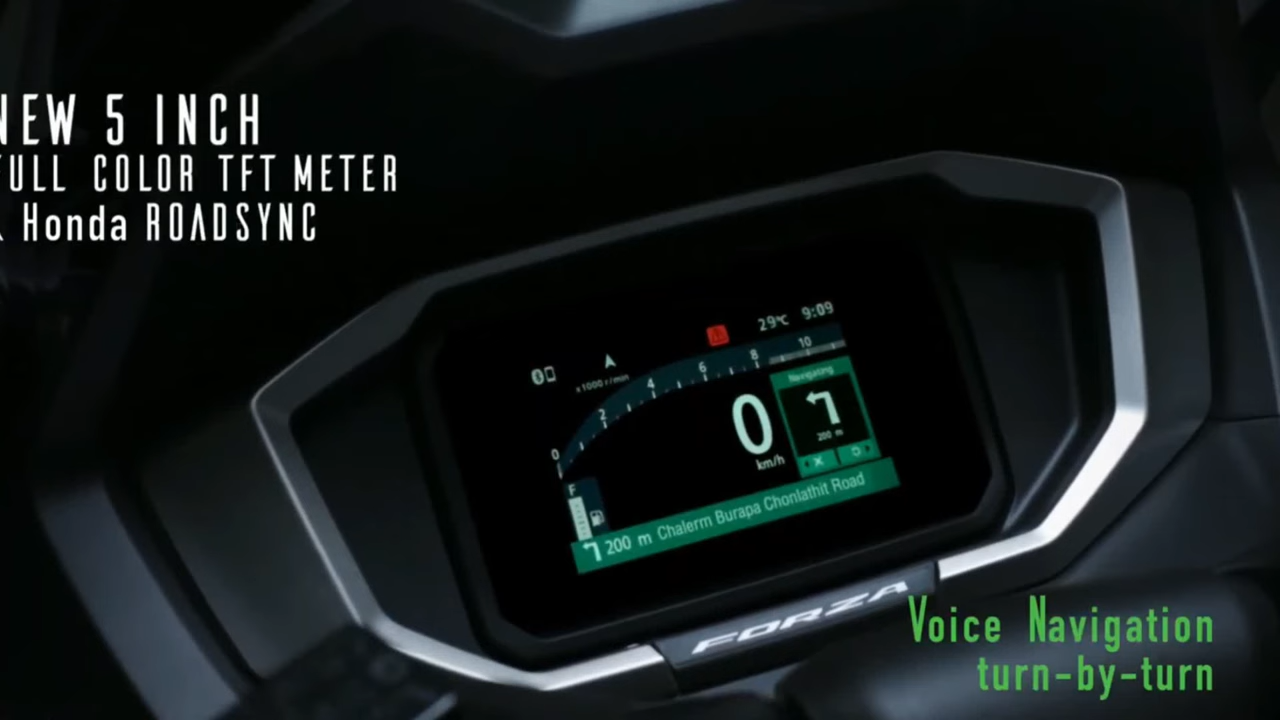 NEW 5 INCH
FULL COLOR TFT METER
Honda ROADSYNC
29℃ 9:09
x1000 r/min
0 2 4 6 8 10
Navigating
200 m
0
km/h
F
200 m Chalerm Burapa Chonlathit Road
FORZA
Voice Navigation
turn-by-turn